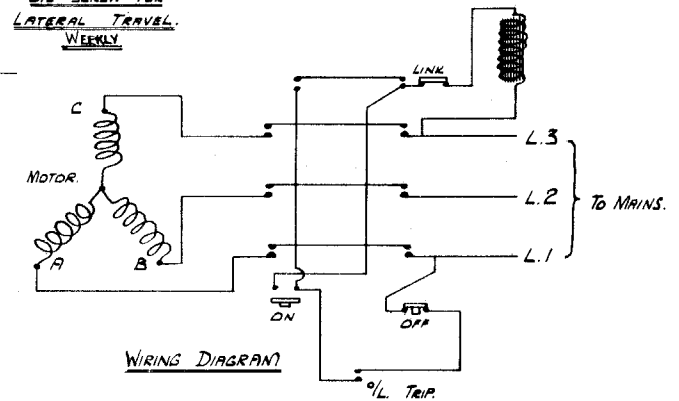 LATERAL TRAVEL.
WEEKLY
LINK
C
L.3
MOTOR.
L.2
TO MAINS.
A
B
L.1
ON
OFF
WIRING DIAGRAM
O/L. TRIP.